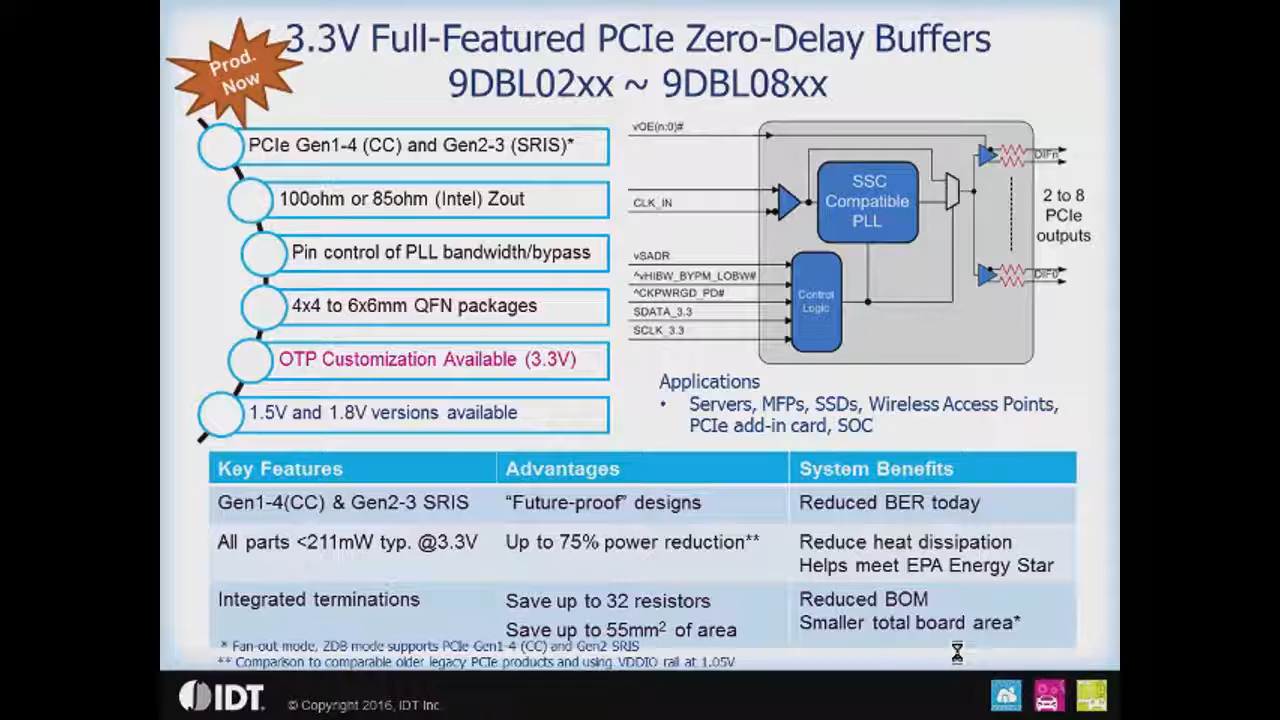 3.3V Full-Featured PCIe Zero-Delay Buffers
9DBL02xx ~ 9DBL08xx
Prod.
Now
PCIe Gen1-4 (CC) and Gen2-3 (SRIS)*
100ohm or 85ohm (Intel) Zout
Pin control of PLL bandwidth/bypass
4x4 to 6x6mm QFN packages
OTP Customization Available (3.3V)
1.5V and 1.8V versions available
vOE(n:0)#
CLK_IN
SSC
Compatible
PLL
vSADR
^vHIBW_BYPM_LOBW#
^CKPWRGD_PD#
SDATA_3.3
SCLK_3.3
Control
Logic
DIFn
DIF0
2 to 8
PCIe
outputs
Applications
• Servers, MFPs, SSDs, Wireless Access Points,
PCIe add-in card, SOC
Key Features Advantages System Benefits
Gen1-4(CC) & Gen2-3 SRIS “Future-proof” designs Reduced BER today
All parts <211mW typ. @3.3V Up to 75% power reduction** Reduce heat dissipation
Helps meet EPA Energy Star
Integrated terminations Save up to 32 resistors Reduced BOM
Save up to 55mm² of area Smaller total board area*
* Fan-out mode, ZDB mode supports PCIe Gen1-4 (CC) and Gen2 SRIS
** Comparison to comparable older legacy PCIe products and using VDDIO rail at 1.05V
IDT.
© Copyright 2016, IDT Inc.